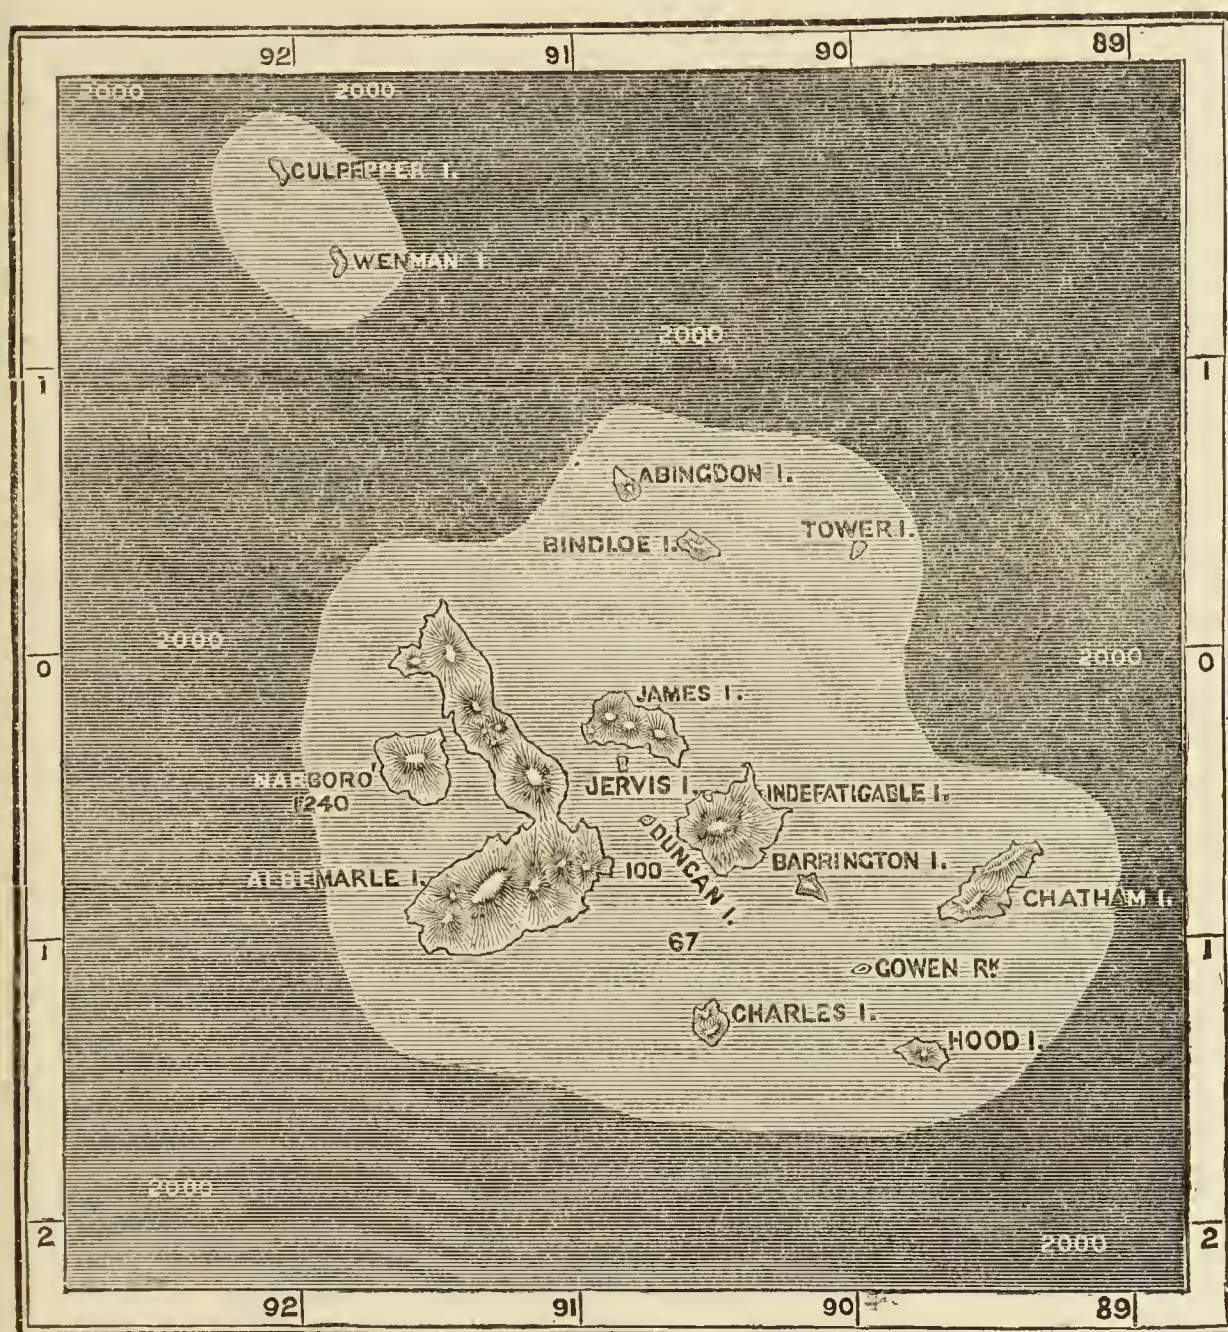 92 91 90 89
2000 2000
CULPEPPER I.
WENMAN I.
2000
1 1
ABINGDON I.
BINDLOE I. TOWER I.
2000 2000
0 0
JAMES I.
NARBORO' JERVIS I. INDEFATIGABLE I.
240
DUNCAN I.
ALBEMARLE I. 100 BARRINGTON I.
CHATHAM I.
67
1 1
GOWEN RK
CHARLES I.
HOOD I.
2000
2 2
2000
92 91 90 89